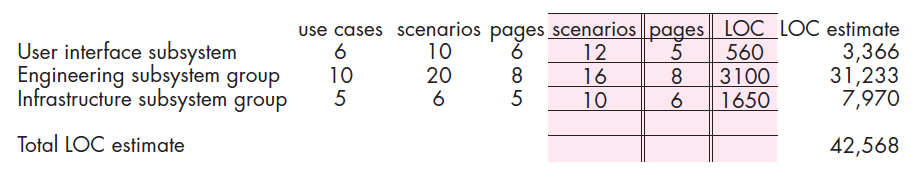 use cases scenarios pages scenarios pages LOC LOC estimate
User interface subsystem 6 10 6 12 5 560 3,366
Engineering subsystem group 10 20 8 16 8 3100 31,233
Infrastructure subsystem group 5 6 5 10 6 1650 7,970
Total LOC estimate 42,568